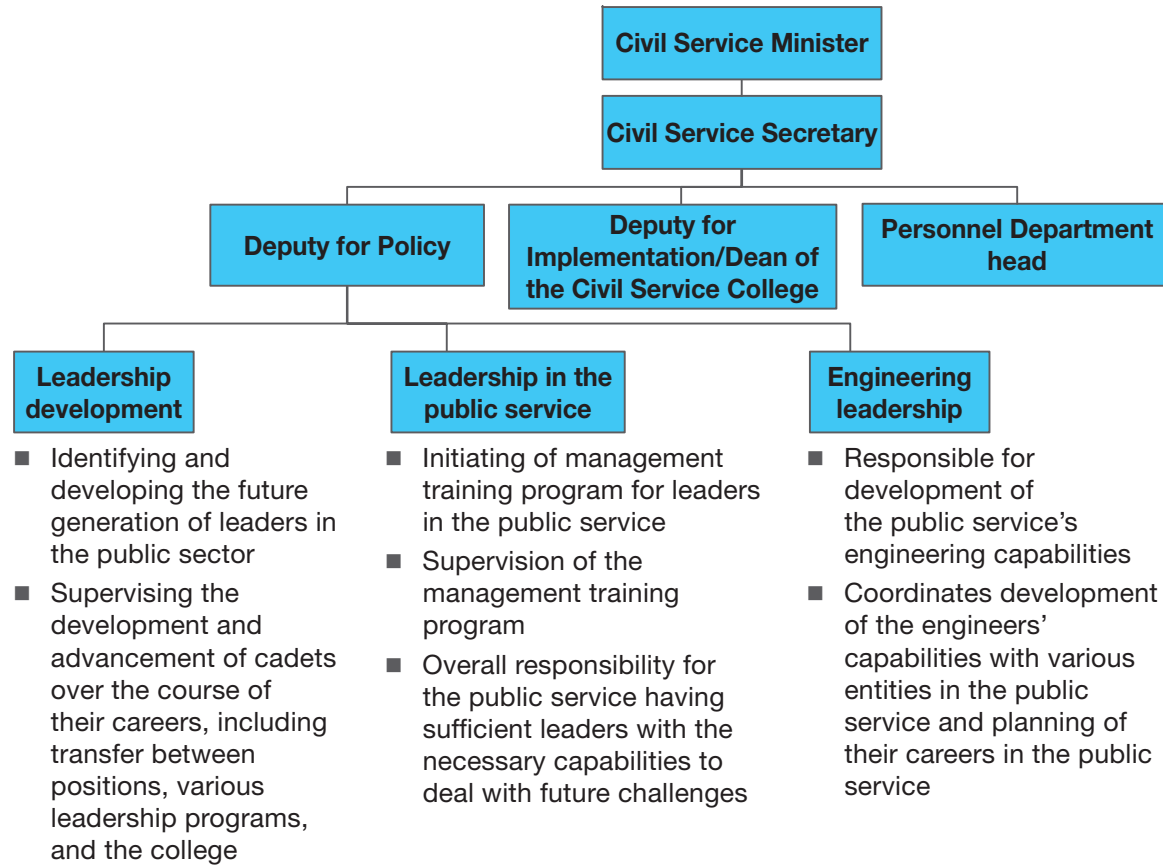 Civil Service Minister
Civil Service Secretary
Deputy for Policy
Deputy for
Implementation/Dean of
the Civil Service College
Personnel Department
head
Leadership
development
■ Identifying and
developing the future
generation of leaders in
the public sector
■ Supervising the
development and
advancement of cadets
over the course of
their careers, including
transfer between
positions, various
leadership programs,
and the college
Leadership in the
public service
■ Initiating of management
training program for leaders
in the public service
■ Supervision of the
management training
program
■ Overall responsibility for
the public service having
sufficient leaders with the
necessary capabilities to
deal with future challenges
Engineering
leadership
■ Responsible for
development of
the public service’s
engineering capabilities
■ Coordinates development
of the engineers’
capabilities with various
entities in the public
service and planning of
their careers in the public
service